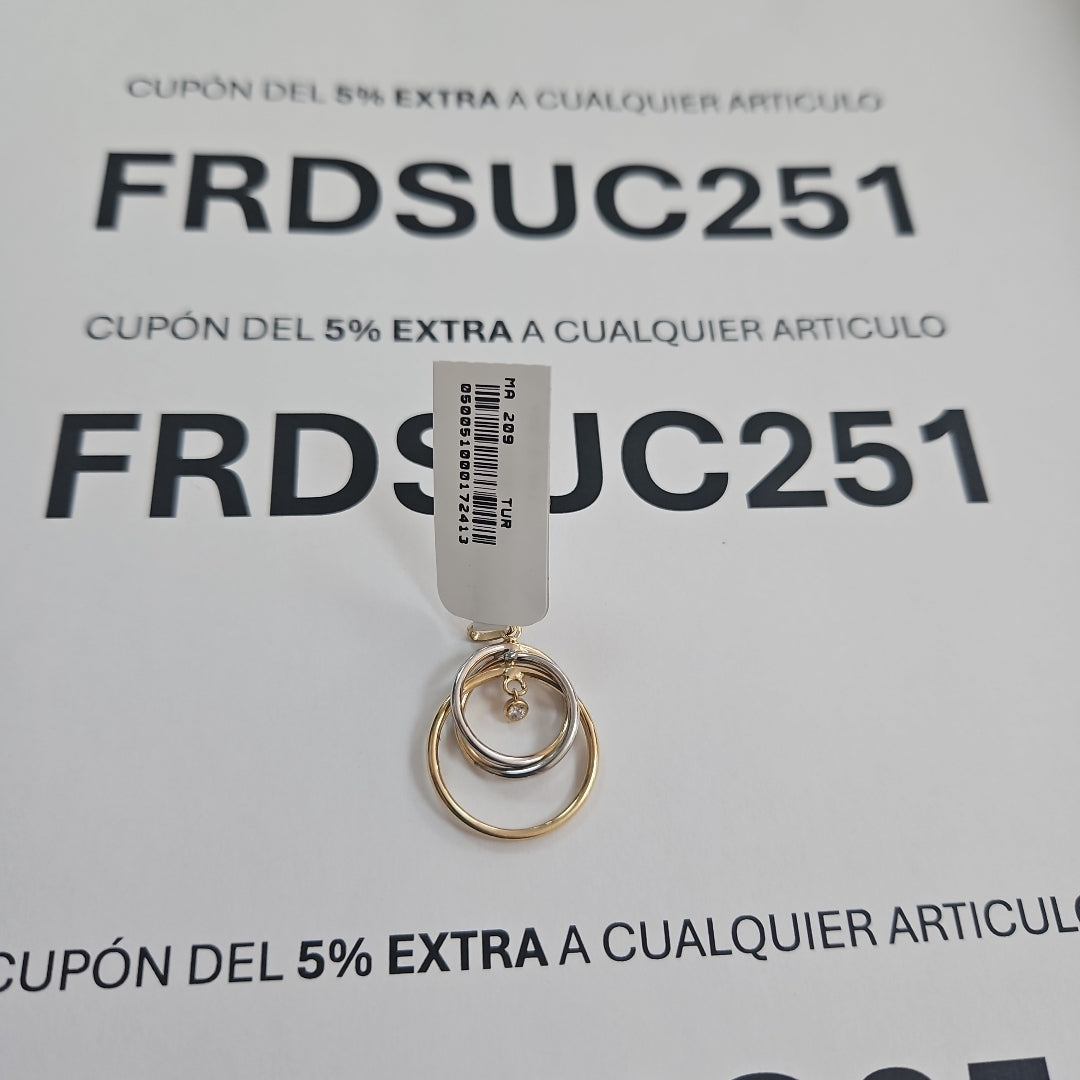 CUPÓN DEL 5% EXTRA A CUALQUIER ARTICULO
FRDSUC251
CUPÓN DEL 5% EXTRA A CUALQUIER ARTICULO
FRDSUC251
MA 209 TUR
050051000172413
CUPÓN DEL 5% EXTRA A CUALQUIER ARTICULO